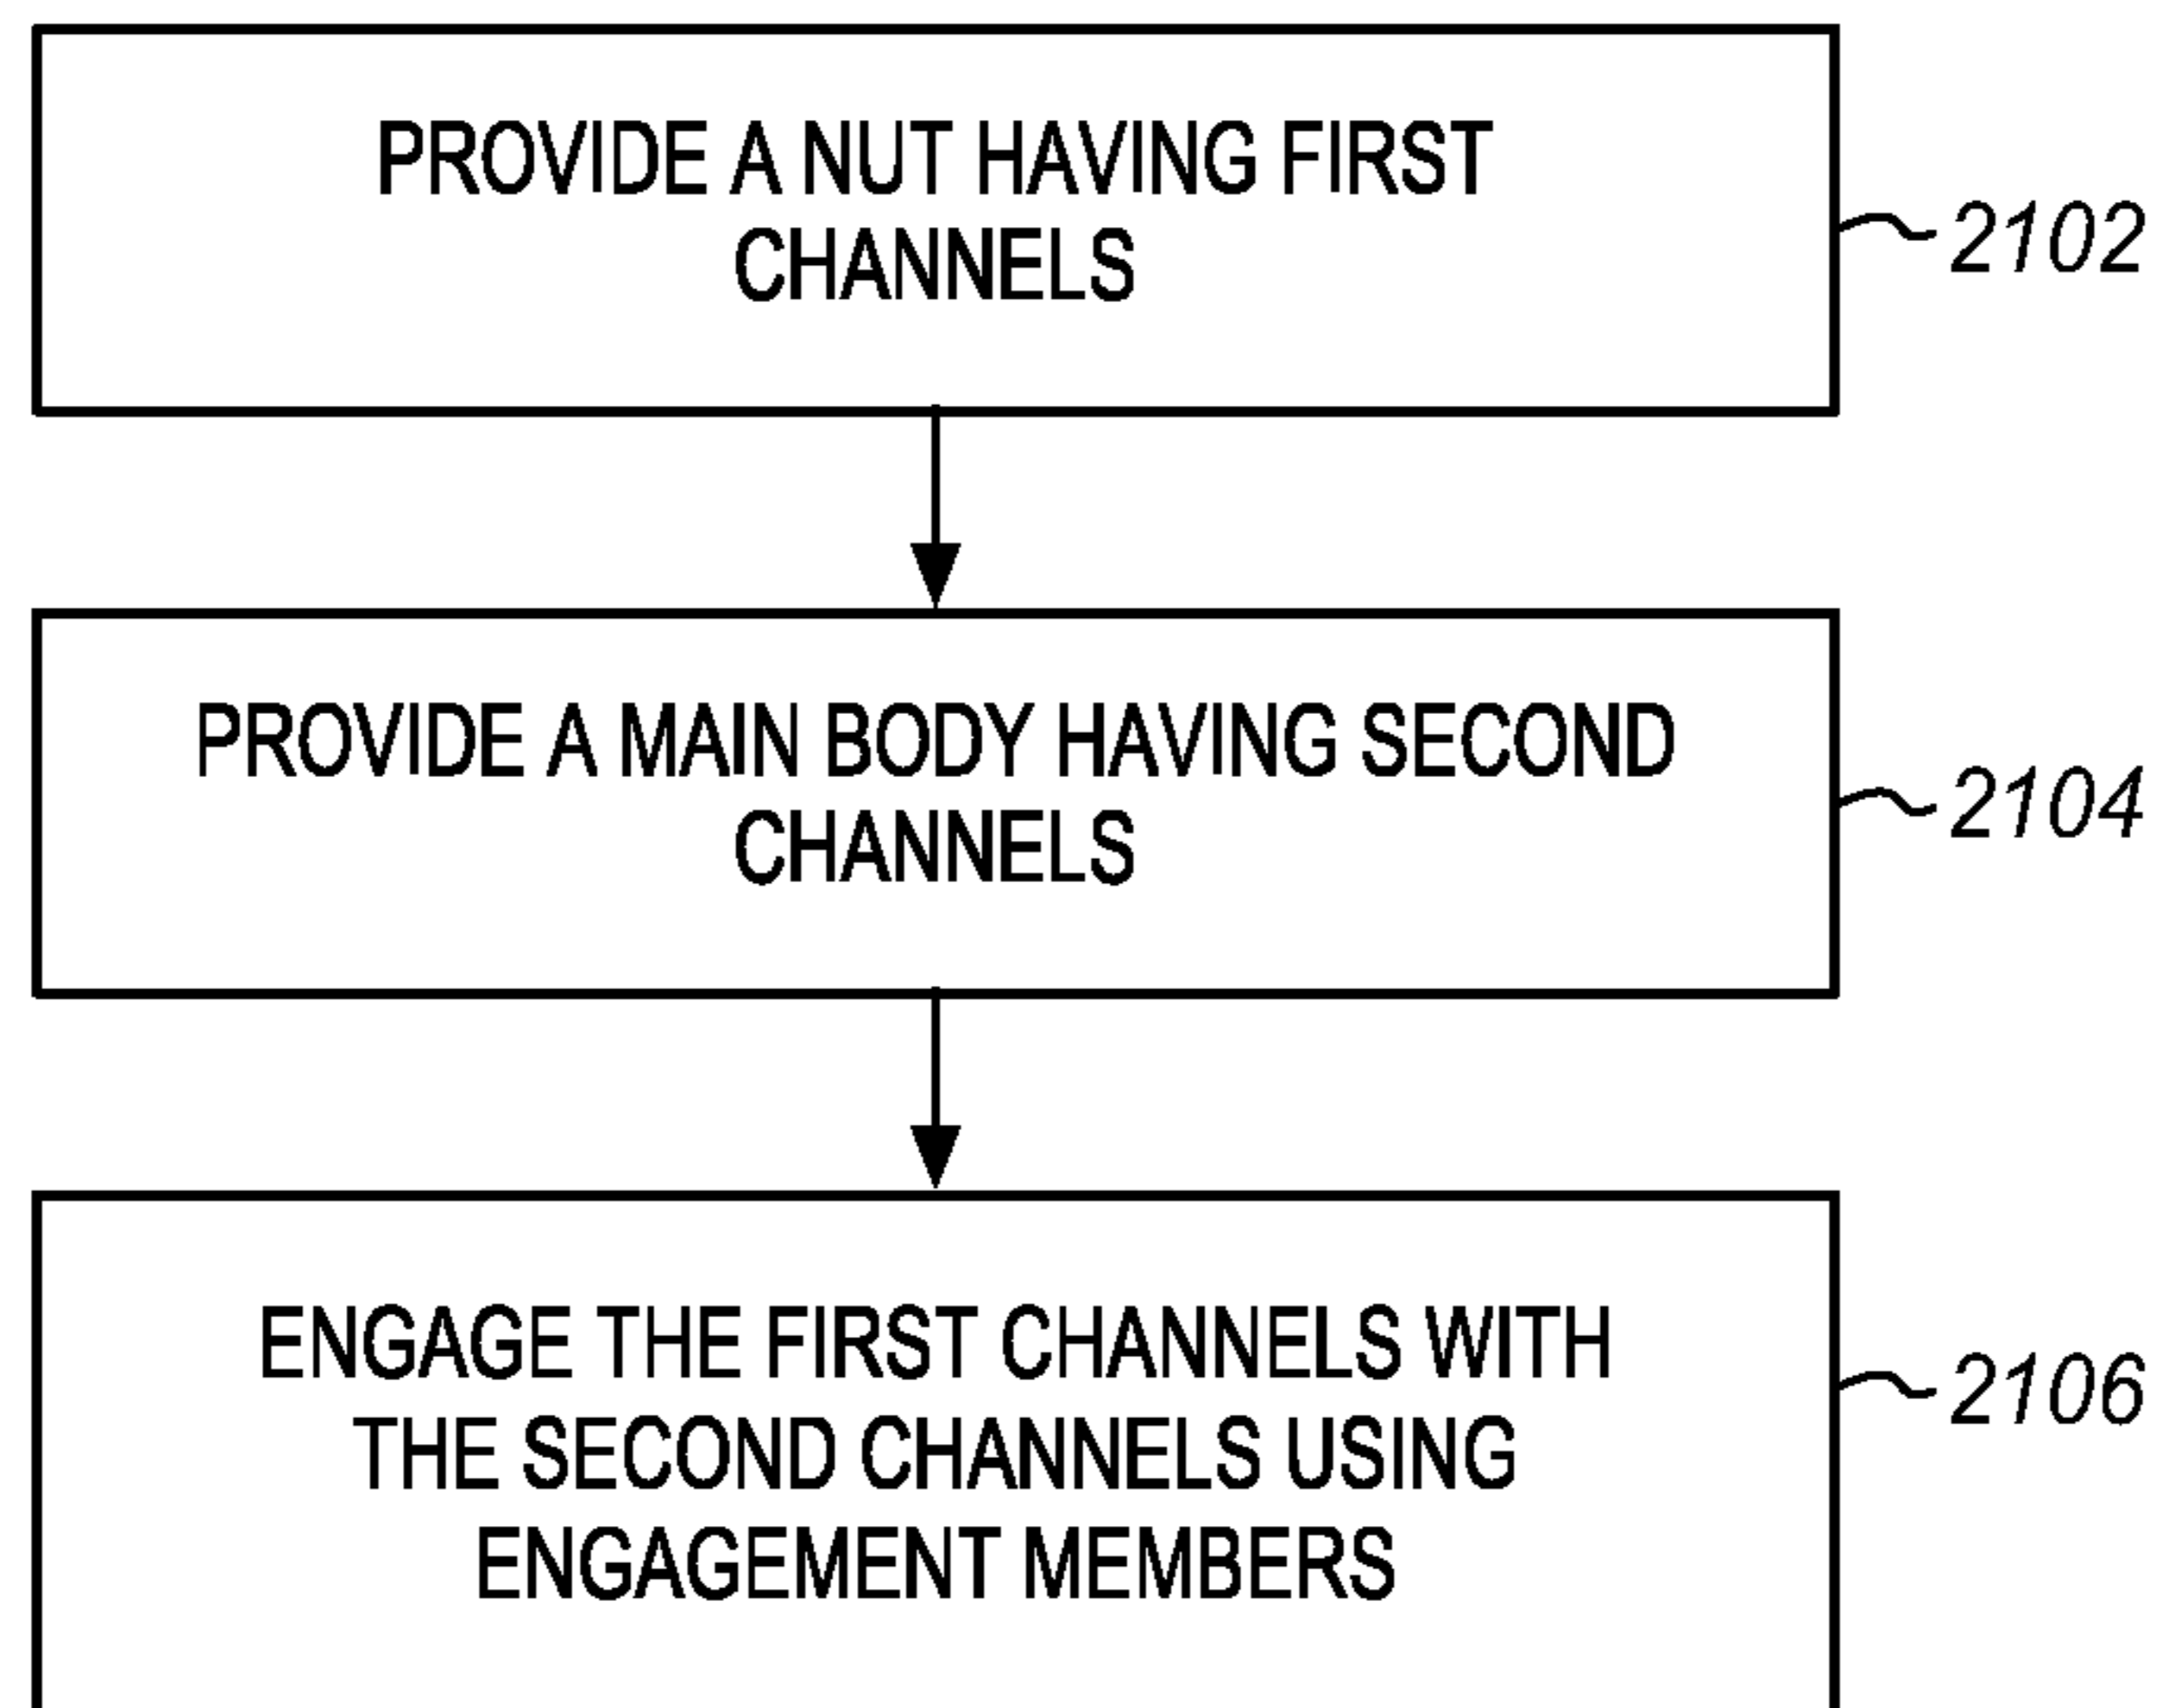 PROVIDE A NUT HAVING FIRST
CHANNELS
2102
PROVIDE A MAIN BODY HAVING SECOND
CHANNELS
2104
ENGAGE THE FIRST CHANNELS WITH
THE SECOND CHANNELS USING
ENGAGEMENT MEMBERS
2106